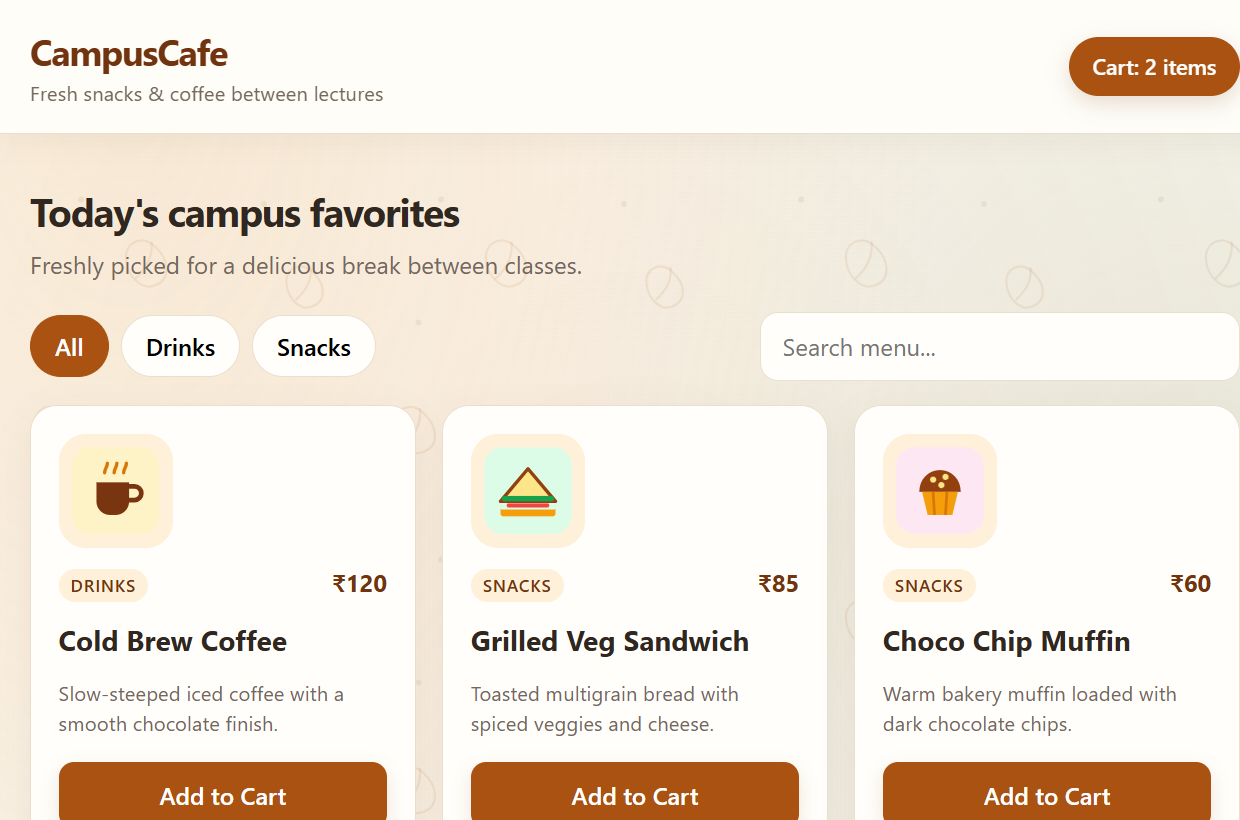 CampusCafe
Fresh snacks & coffee between lectures
Cart: 2 items
Today's campus favorites
Freshly picked for a delicious break between classes.
All
Drinks
Snacks
Search menu...
DRINKS
₹120
Cold Brew Coffee
Slow-steeped iced coffee with a
smooth chocolate finish.
Add to Cart
SNACKS
₹85
Grilled Veg Sandwich
Toasted multigrain bread with
spiced veggies and cheese.
Add to Cart
SNACKS
₹60
Choco Chip Muffin
Warm bakery muffin loaded with
dark chocolate chips.
Add to Cart